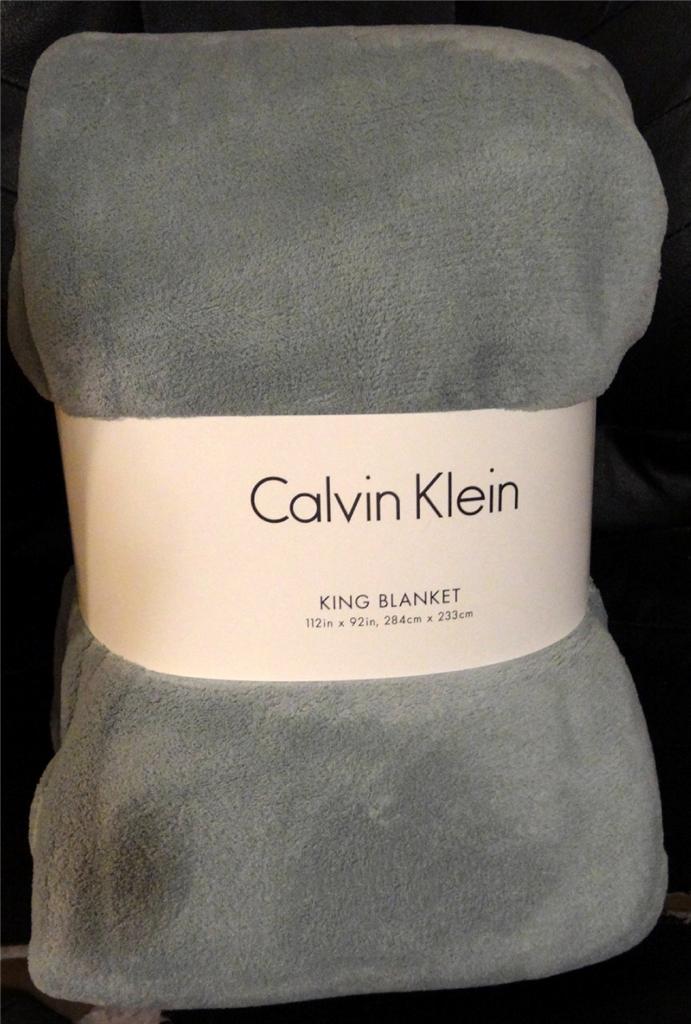 Calvin Klein
KING BLANKET
112in x 92in, 284cm x 233cm